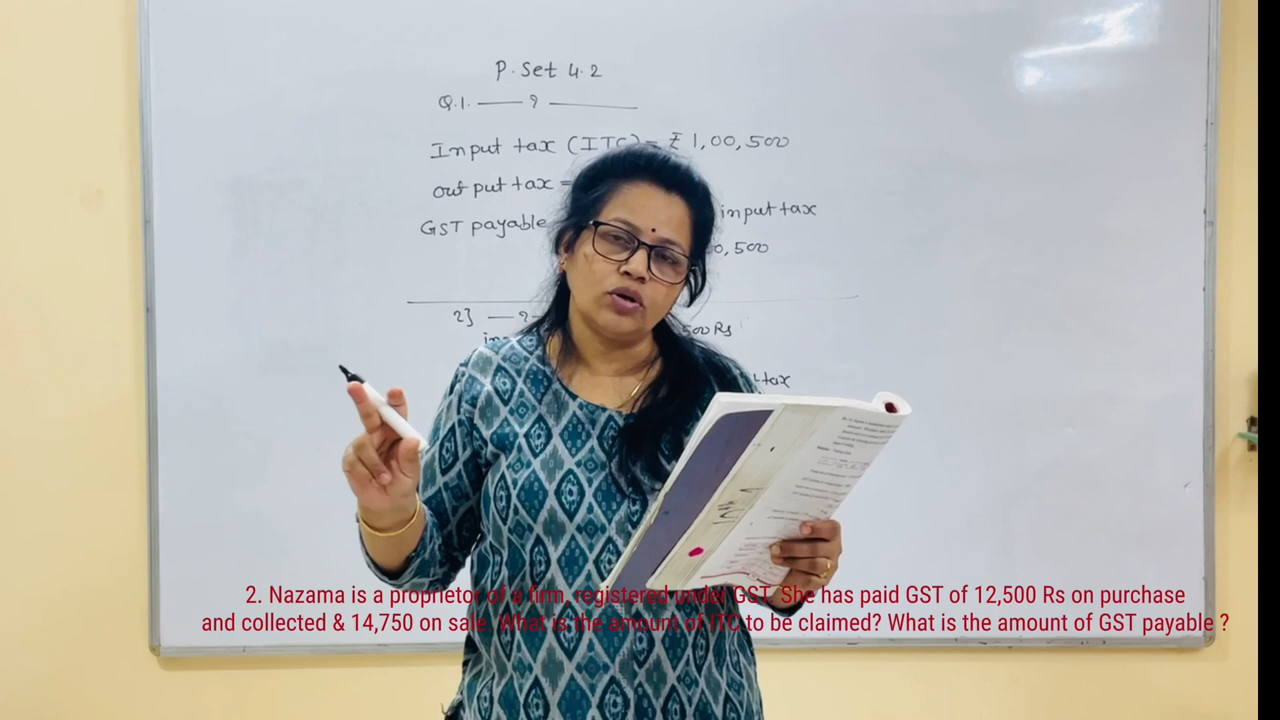 P. Set 4.2
Q.1. —— ? ———
Input tax (ITC) = ₹ 1,00,500
output tax =
GST payable input tax
0,500
2] — ? -
500 Rs
tax
2. Nazama is a proprietor of a firm, registered under GST. She has paid GST of 12,500 Rs on purchase
and collected & 14,750 on sale. What is the amount of ITC to be claimed? What is the amount of GST payable ?